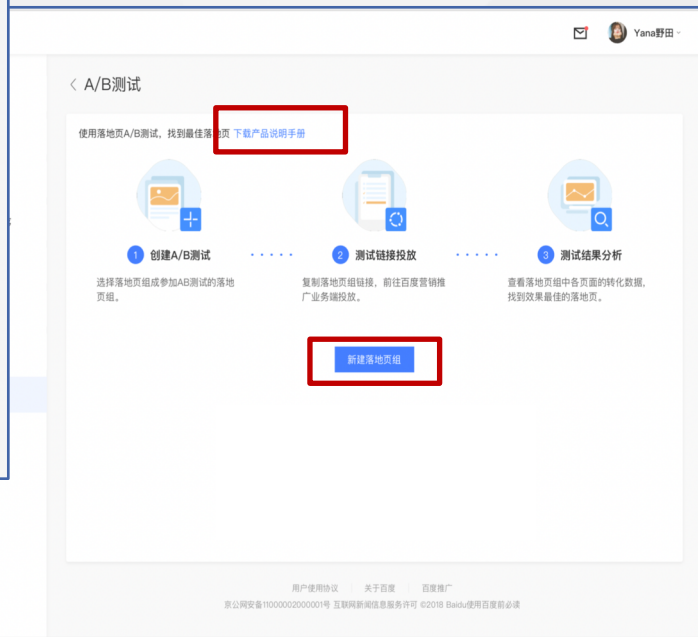 Yana野田
< A/B测试
使用落地页A/B测试，找到最佳落地页 下载产品说明手册
1 创建A/B测试
2 测试链接投放
3 测试结果分析
选择落地页组成参加AB测试的落地
页组。
复制落地页组链接，前往百度营销推
广业务端投放。
查看落地页组中各页面的转化数据,
找到效果最佳的落地页。
新建落地页组
用户使用协议 关于百度 百度推广
京公网安备11000002000001号 互联网新闻信息服务许可 ©2018 Baidu使用百度前必读